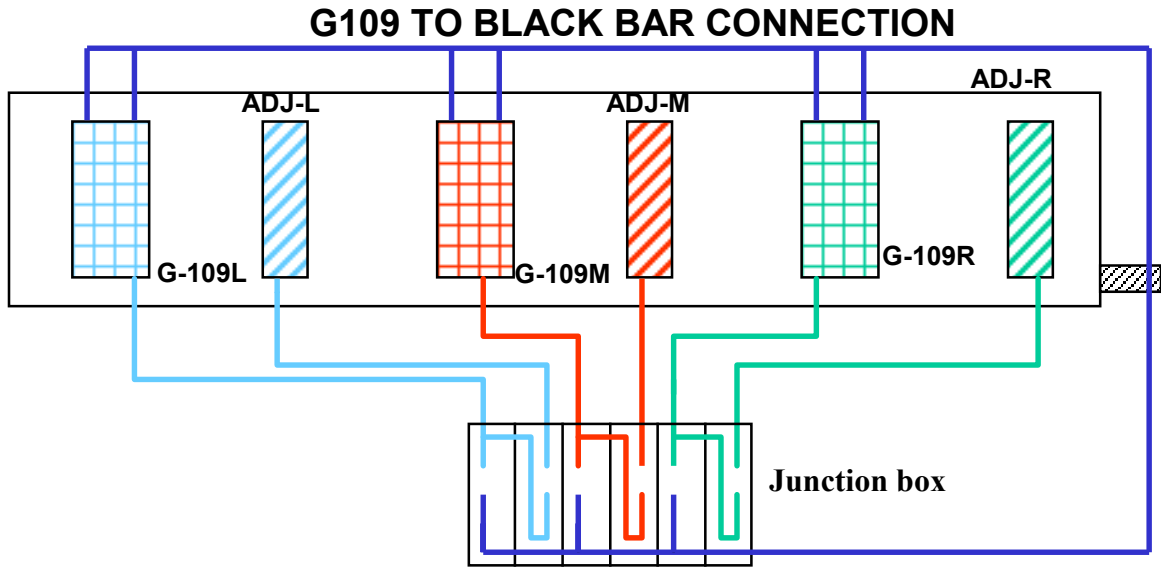 G109 TO BLACK BAR CONNECTION
ADJ-L
ADJ-M
ADJ-R
G-109L
G-109M
G-109R
Junction box